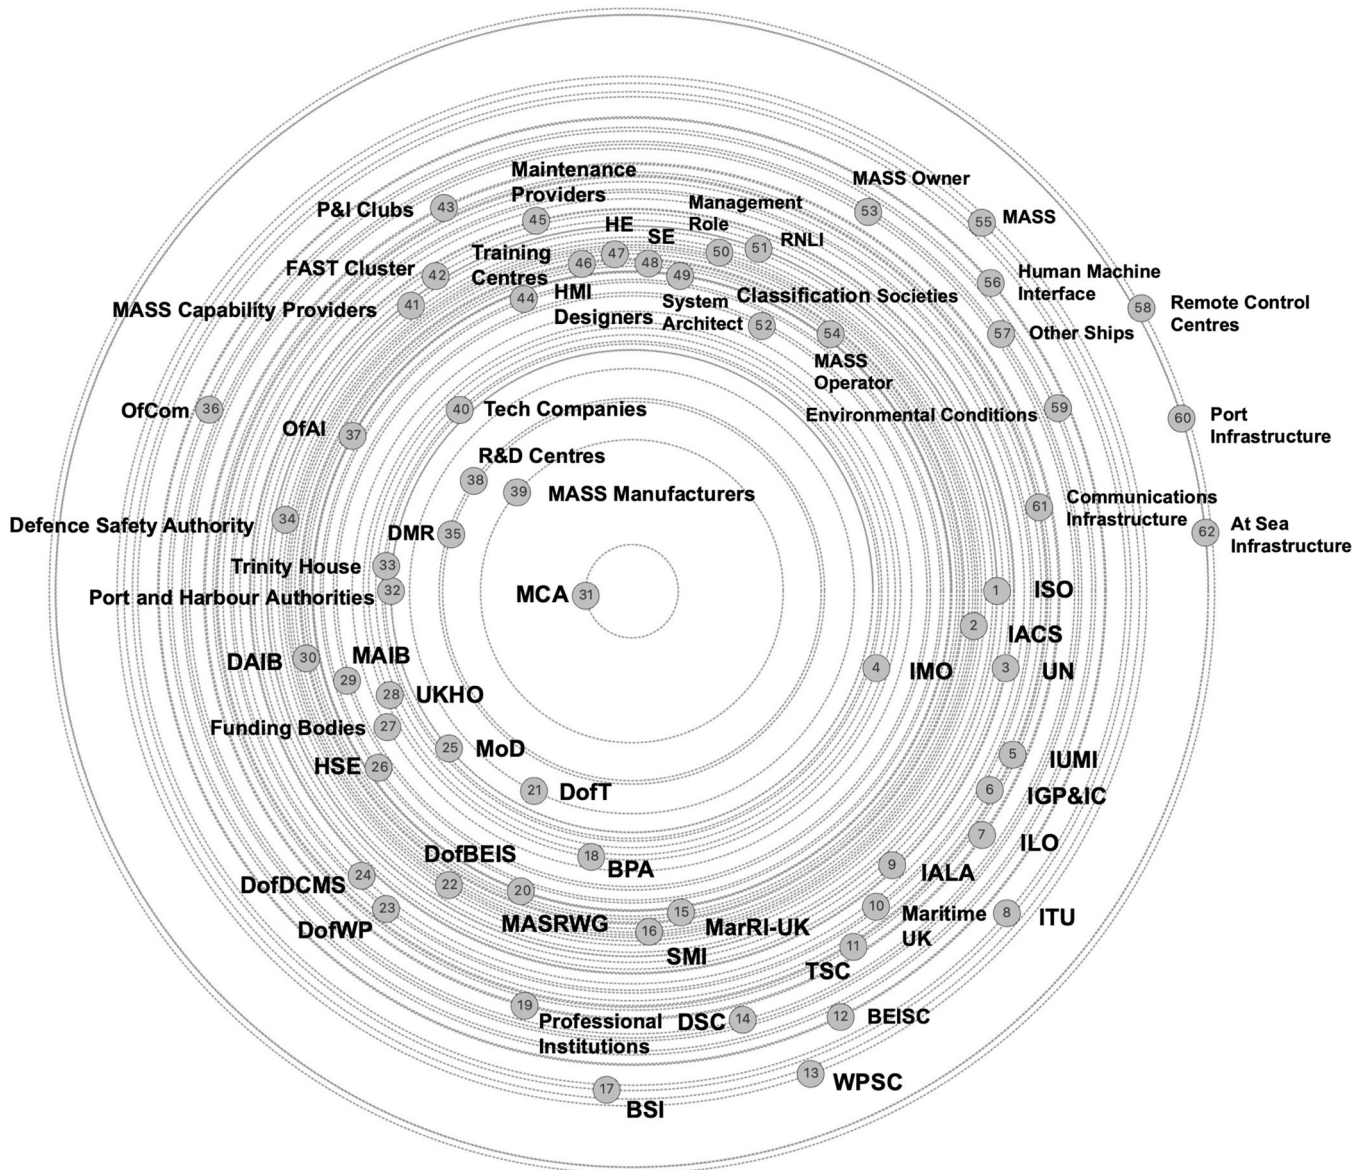 MASS Owner
53
Maintenance
Providers
45
P&I Clubs
43
Management
Role
50
MASS
55
HE
47
SE
48
RNLI
51
Training
Centres
46
49
FAST Cluster
42
Human Machine
Interface
56
MASS Capability Providers
41
44
HMI
Designers
System
Architect
52
Classification Societies
58
Remote Control
Centres
54
MASS
Operator
57
Other Ships
OfCom
36
40
Tech Companies
Environmental Conditions
59
60
Port
Infrastructure
OfAI
37
R&D Centres
38
39
MASS Manufacturers
Communications
Infrastructure
61
Defence Safety Authority
34
DMR
35
62
At Sea
Infrastructure
Trinity House
33
Port and Harbour Authorities
32
MCA
31
1
ISO
2
IACS
DAIB
30
MAIB
29
4
IMO
3
UN
28
UKHO
Funding Bodies
27
25
MoD
HSE
26
5
IUMI
21
DofT
6
IGP&IC
7
ILO
18
BPA
DofBEIS
22
9
IALA
DofDCMS
24
20
MASRWG
10
Maritime
UK
8
ITU
DofWP
23
15
MarRI-UK
16
SMI
11
TSC
19
Professional
Institutions
DSC
14
12
BEISC
13
WPSC
17
BSI